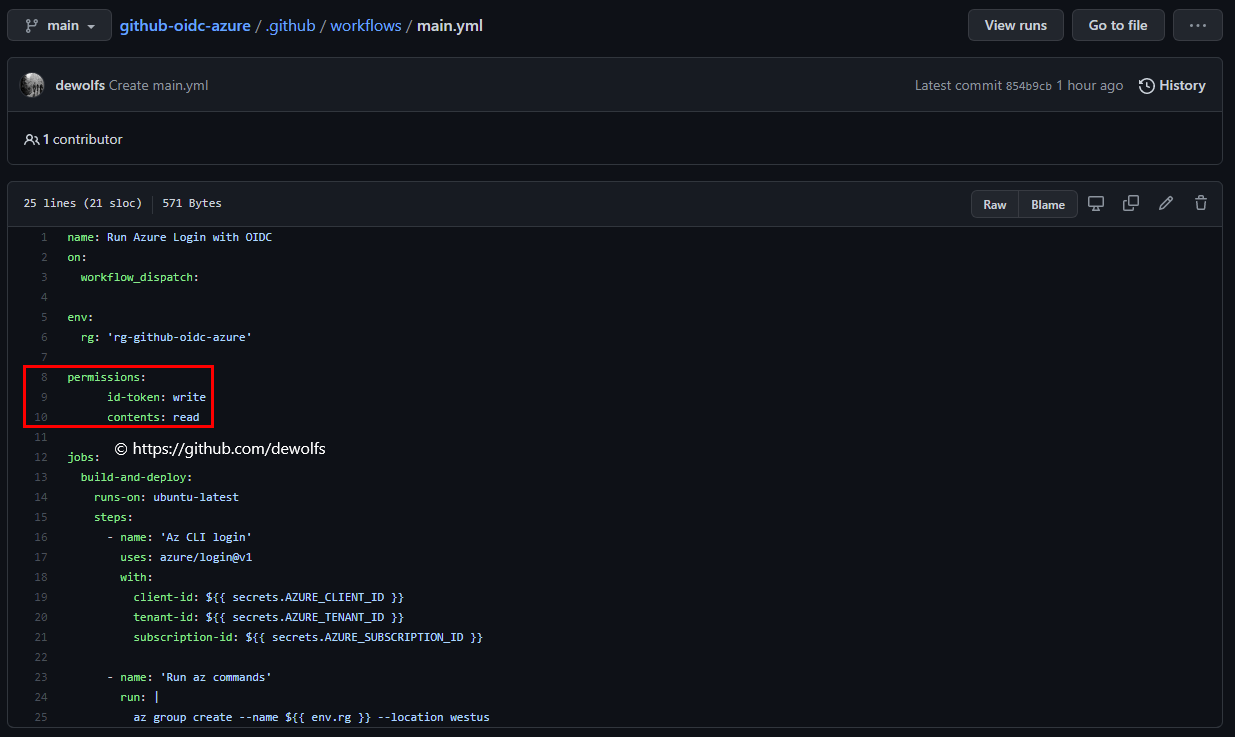 main
github-oidc-azure / .github / workflows / main.yml
View runs
Go to file
...
dewolfs Create main.yml
Latest commit 854b9cb 1 hour ago
History
1 contributor
25 lines (21 sloc) 571 Bytes
Raw
Blame
1 name: Run Azure Login with OIDC
2 on:
3 workflow_dispatch:
4
5 env:
6 rg: 'rg-github-oidc-azure'
7
8 permissions:
9 id-token: write
10 contents: read
11
© https://github.com/dewolfs
12 jobs:
13 build-and-deploy:
14 runs-on: ubuntu-latest
15 steps:
16 - name: 'Az CLI login'
17 uses: azure/login@v1
18 with:
19 client-id: ${{ secrets.AZURE_CLIENT_ID }}
20 tenant-id: ${{ secrets.AZURE_TENANT_ID }}
21 subscription-id: ${{ secrets.AZURE_SUBSCRIPTION_ID }}
22
23 - name: 'Run az commands'
24 run: |
25 az group create --name ${{ env.rg }} --location westus